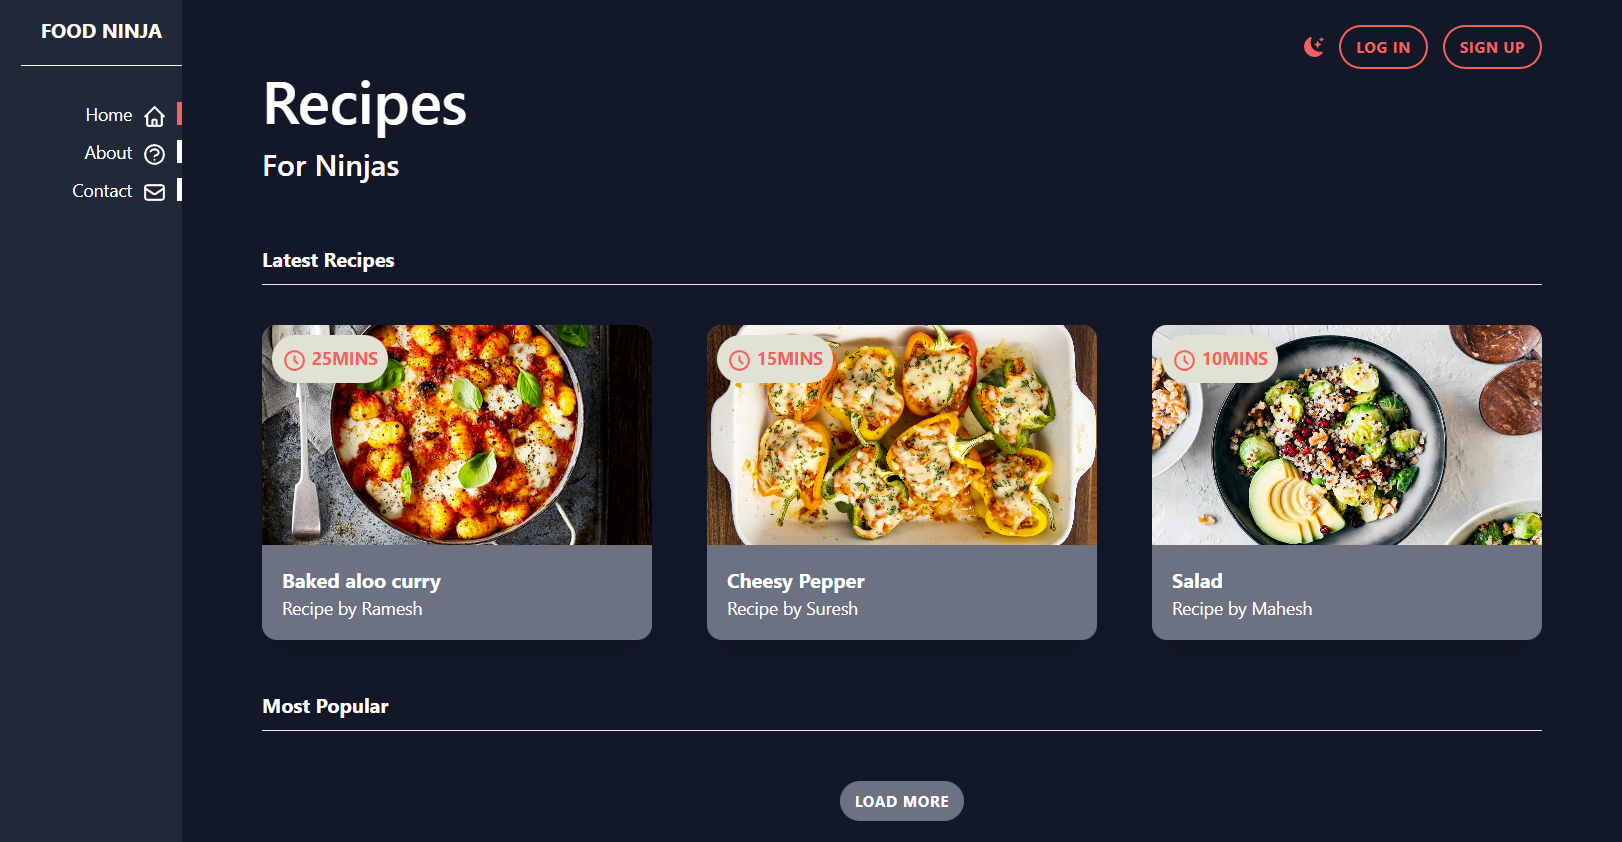 FOOD NINJA
Home
About
Contact
LOG IN
SIGN UP
Recipes
For Ninjas
Latest Recipes
25MINS
Baked aloo curry
Recipe by Ramesh
15MINS
Cheesy Pepper
Recipe by Suresh
10MINS
Salad
Recipe by Mahesh
Most Popular
LOAD MORE